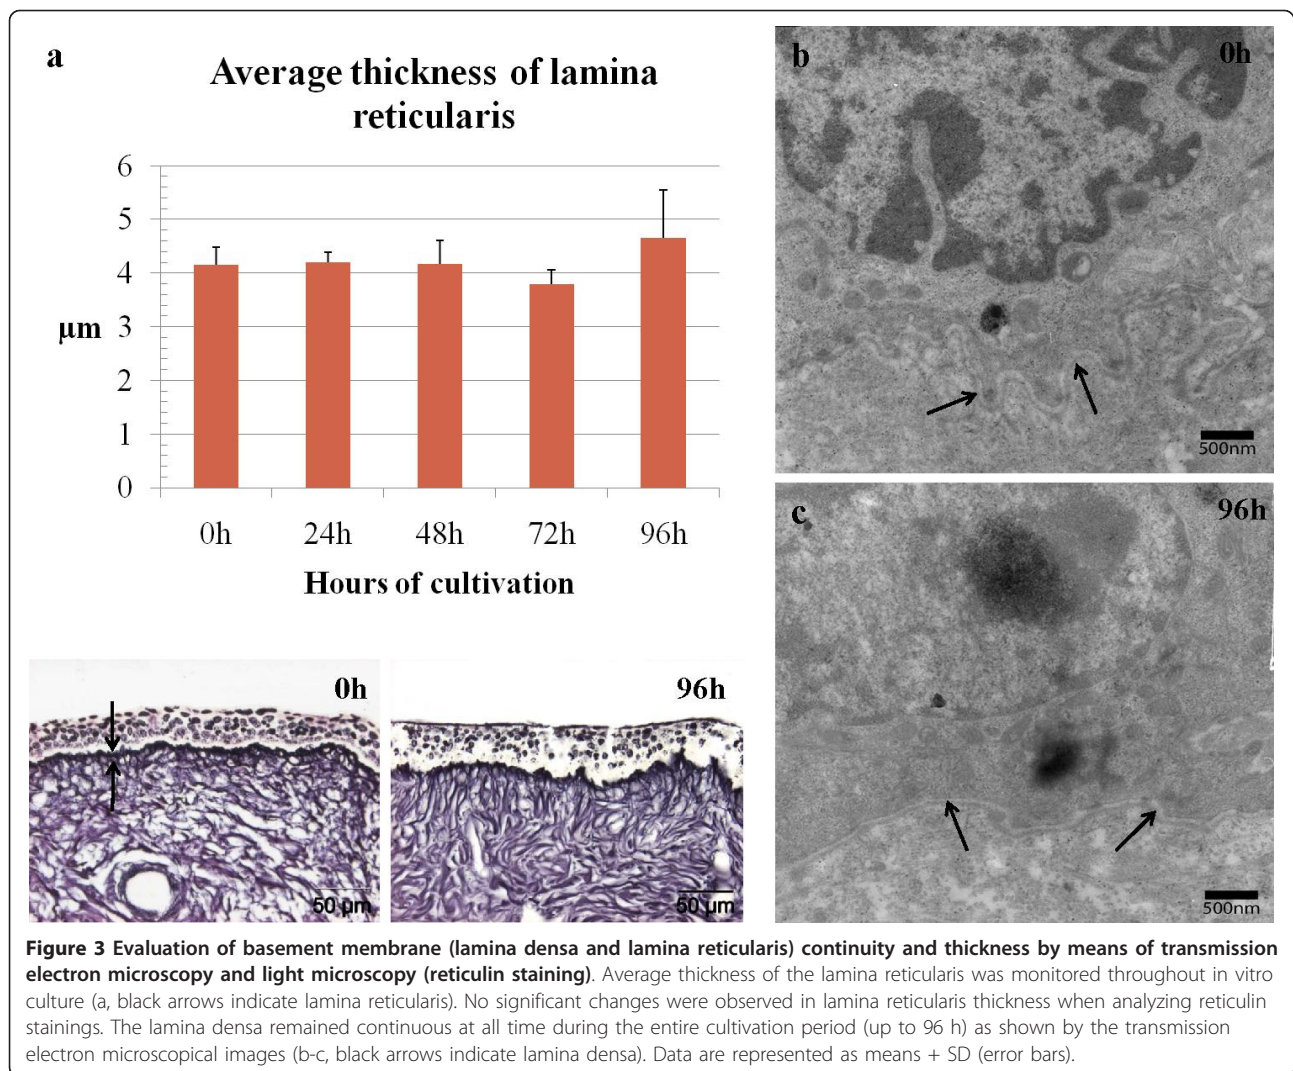 a
Average thickness of lamina
reticularis
6
5
4
3
2
1
0
µm
0h 24h 48h 72h 96h
Hours of cultivation
0h
50 µm
96h
50 µm
b
0h
500nm
c
96h
500nm
Figure 3 Evaluation of basement membrane (lamina densa and lamina reticularis) continuity and thickness by means of transmission
electron microscopy and light microscopy (reticulin staining). Average thickness of the lamina reticularis was monitored throughout in vitro
culture (a, black arrows indicate lamina reticularis). No significant changes were observed in lamina reticularis thickness when analyzing reticulin
stainings. The lamina densa remained continuous at all time during the entire cultivation period (up to 96 h) as shown by the transmission
electron microscopical images (b-c, black arrows indicate lamina densa). Data are represented as means + SD (error bars).